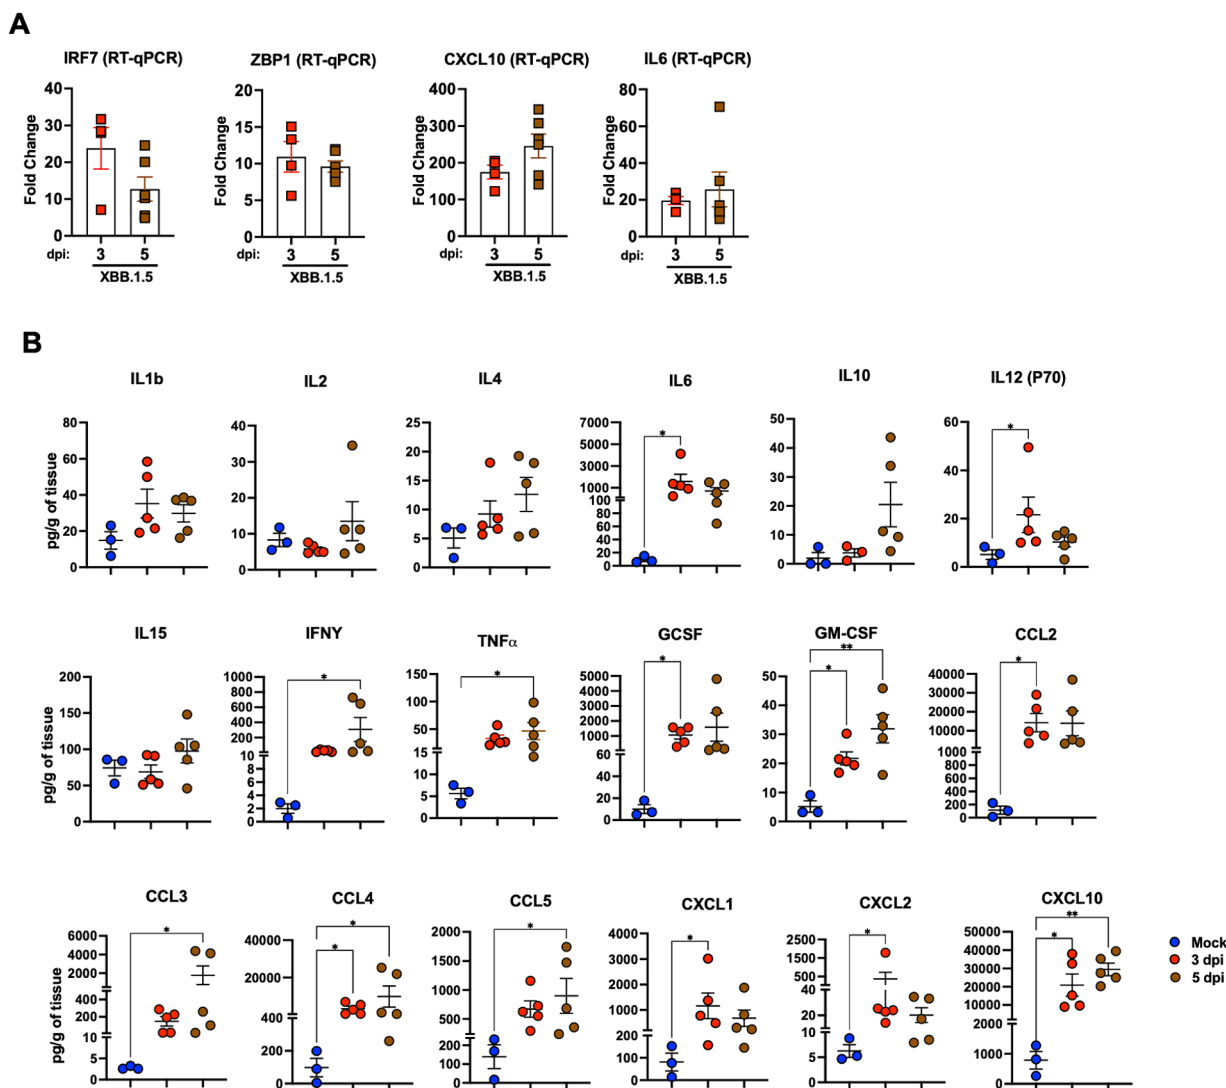 A
IRF7 (RT-qPCR) ZBP1 (RT-qPCR) CXCL10 (RT-qPCR) IL6 (RT-qPCR)
Fold Change 40 30 20 10 0
Fold Change 20 15 10 5 0
Fold Change 400 300 200 100 0
Fold Change 80 60 40 20 0
dpi: 3 5 dpi: 3 5 dpi: 3 5 dpi: 3 5
XBB.1.5 XBB.1.5 XBB.1.5 XBB.1.5
B
IL1b IL2 IL4 IL6 IL10 IL12 (P70)
pg/g of tissue
80 60 40 20 0
40 30 20 10 0
25 20 15 10 5 0
7000 5000 3000 1000 100 80 60 40 20 0 *
50 40 30 20 10 0
60 40 20 0 *
IL15 IFNY TNFα GCSF GM-CSF CCL2
pg/g of tissue
200 150 100 50 0
1000 800 600 400 200 10 8 6 4 2 0 *
150 100 50 15 10 5 0 *
5000 4000 3000 2000 1000 60 40 20 0 *
50 40 30 20 10 0 * **
40000 30000 20000 10000 1000 800 600 400 200 0 *
CCL3 CCL4 CCL5 CXCL1 CXCL2 CXCL10
pg/g of tissue
6000 4000 2000 400 200 10 5 0 *
40000 20000 400 200 0 * *
2000 1500 1000 500 200 100 0 *
4000 3000 2000 1000 200 100 0 *
2500 1500 500 40 20 10 5 0 *
50000 40000 30000 20000 10000 2000 1000 0 * **
Mock
3 dpi
5 dpi